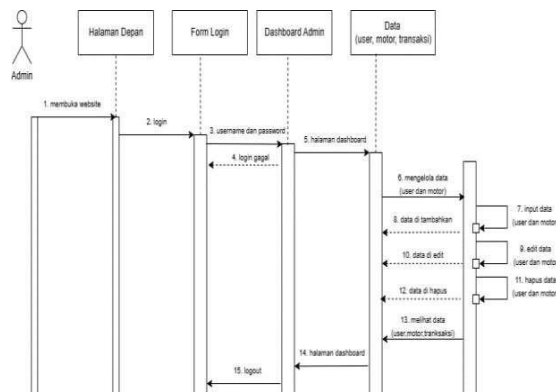 Halaman Depan
Form Login
Dashboard Admin
Data
(user, motor, transaksi)
Admin
1. membuka website
2. login
3. username dan password
4. login gagal
5. halaman dashboard
6. mengelola data
(user dan motor)
7. input data
(user dan motor
8. data di tambahkan
9. edit data
(user dan motor
10. data di edit
11. hapus data
(user dan motor
12. data di hapus
13. melihat data
(user,motor,tranksaksi)
14. halaman dashboard
15. logout